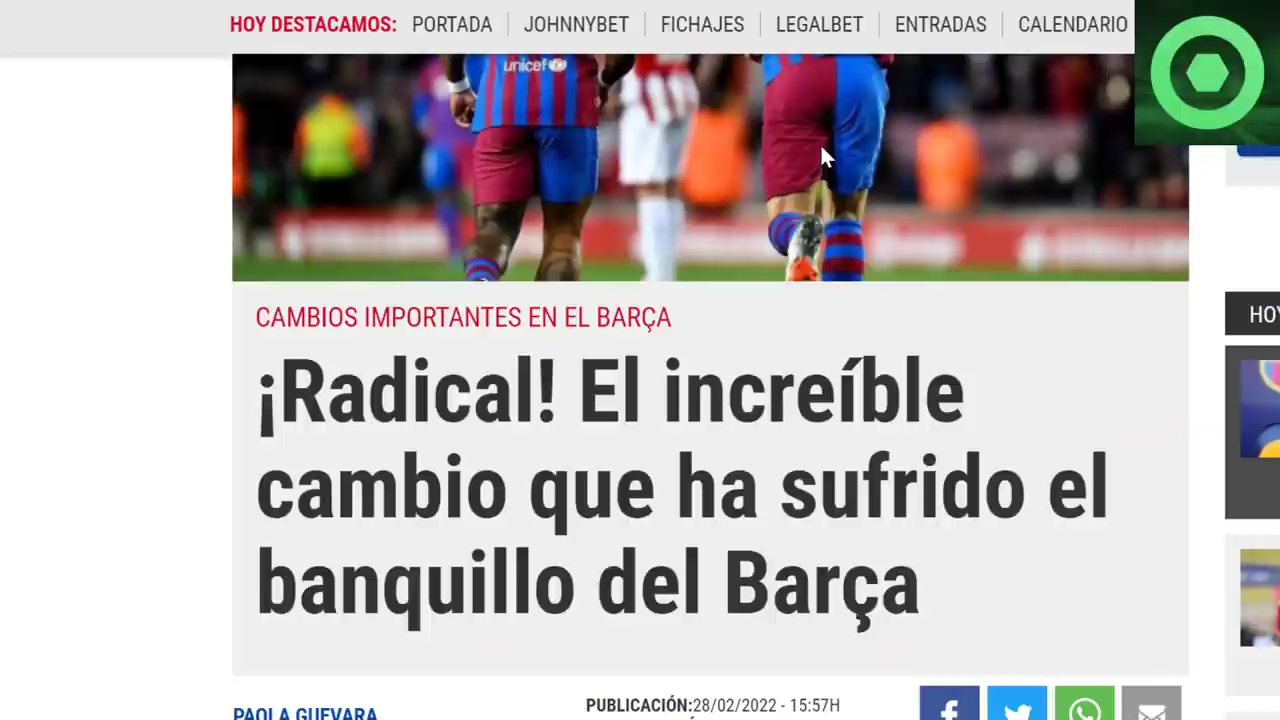 HOY DESTACAMOS: PORTADA JOHNNYBET FICHAJES LEGALBET ENTRADAS CALENDARIO
unicef
CAMBIOS IMPORTANTES EN EL BARÇA
¡Radical! El increíble
cambio que ha sufrido el
banquillo del Barça
PAOLA GUEVARA
PUBLICACIÓN:28/02/2022 - 15:57H